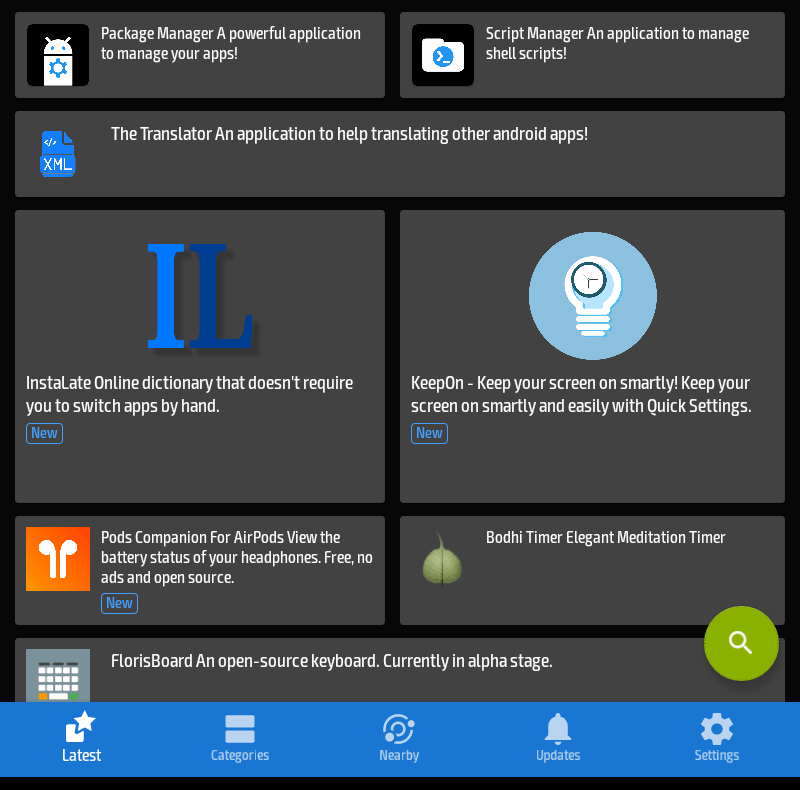 Package Manager A powerful application
to manage your apps!
Script Manager An application to manage
shell scripts!
</>
XML
The Translator An application to help translating other android apps!
IL
InstaLate Online dictionary that doesn't require
you to switch apps by hand.
New
KeepOn - Keep your screen on smartly! Keep your
screen on smartly and easily with Quick Settings.
New
Pods Companion For AirPods View the
battery status of your headphones. Free, no
ads and open source.
New
Bodhi Timer Elegant Meditation Timer
FlorisBoard An open-source keyboard. Currently in alpha stage.
Latest
Categories
Nearby
Updates
Settings